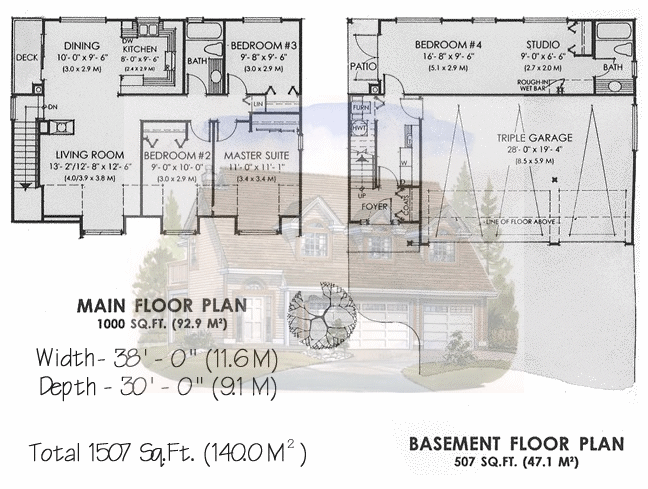 DECK
DINING
10'- 0" x 9'- 6"
(3.0 x 2.9 M)
DW
KITCHEN
8'- 0" x 9'- 6"
(2.4 x 2.9 M)
BATH
BEDROOM #3
9'- 8" x 9'- 6"
(3.0 x 2.9 M)
LIN
DN
LIVING ROOM
13'- 2"/12'- 8" x 12'- 6"
(4.0/3.9 x 3.8 M)
BEDROOM #2
9'- 0" x 10'- 0"
(3.0 x 2.9 M)
MASTER SUITE
11'- 0" x 11'- 1"
(3.4 x 3.4 M)
PATIO
BEDROOM #4
16'- 8" x 9'- 6"
(5.1 x 2.9 M)
STUDIO
9'- 0" x 6'- 6"
(2.7 x 2.0 M)
ROUGH-IN
WET BAR
BATH
FURN
HWT
W
UP
FOYER
COATS
TRIPLE GARAGE
28'- 0" x 19'- 4"
(8.5 x 5.9 M)
LINE OF FLOOR ABOVE
MAIN FLOOR PLAN
1000 SQ.FT. (92.9 M²)
Width - 38' - 0" (11.6 M)
Depth - 30' - 0" (9.1 M)
Total 1507 Sq.Ft. (140.0 M²)
BASEMENT FLOOR PLAN
507 SQ.FT. (47.1 M²)